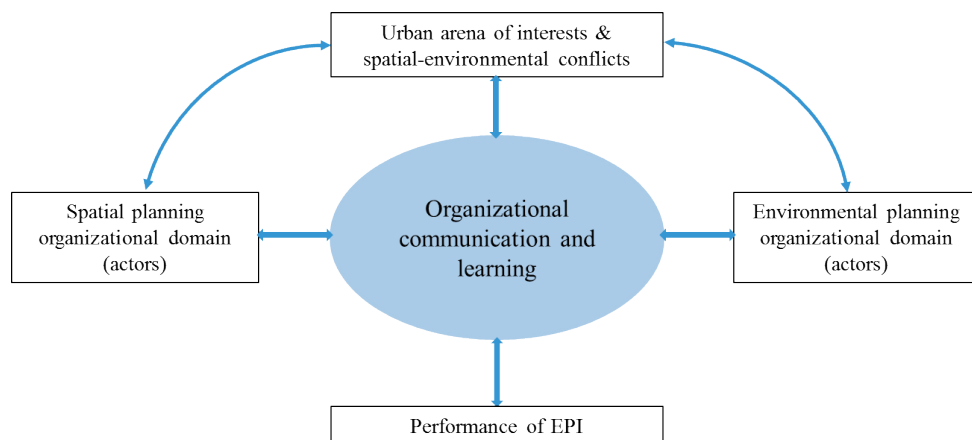 Urban arena of interests &
spatial-environmental conflicts
Spatial planning
organizational domain
(actors)
Organizational
communication and
learning
Environmental planning
organizational domain
(actors)
Performance of EPI